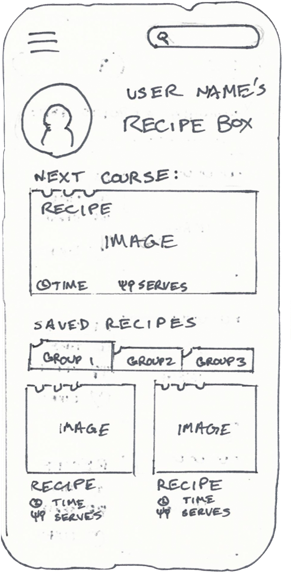 USER NAME'S
RECIPE BOX
NEXT COURSE:
RECIPE
IMAGE
TIME SERVES
SAVED RECIPES
GROUP 1 GROUP2 GROUP3
IMAGE IMAGE
RECIPE RECIPE
TIME TIME
SERVES SERVES